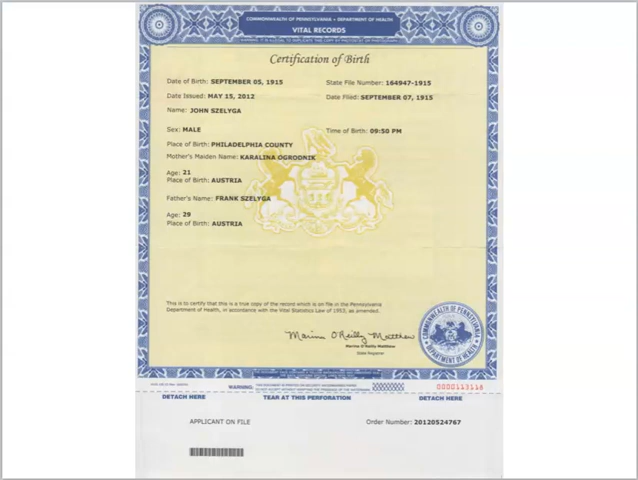 COMMONWEALTH OF PENNSYLVANIA • DEPARTMENT OF HEALTH
VITAL RECORDS
Certification of Birth
Date of Birth: SEPTEMBER 05, 1915 State File Number: 164947-1915
Date Issued: MAY 15, 2012 Date Filed: SEPTEMBER 07, 1915
Name: JOHN SZELYGA
Sex: MALE Time of Birth: 09:50 PM
Place of Birth: PHILADELPHIA COUNTY
Mother's Maiden Name: KARALINA OGRODNIK
Age: 21
Place of Birth: AUSTRIA
Father's Name: FRANK SZELYGA
Age: 29
Place of Birth: AUSTRIA
This is to certify that this is a true copy of the record which is on file in the Pennsylvania
Department of Health, in accordance with the Vital Statistics Law of 1953, as amended.
Marina O'Reilly Matthew
Marina O'Reilly Matthew
State Registrar
COMMONWEALTH OF PENNSYLVANIA
DEPARTMENT OF HEALTH
WARNING:
DETACH HERE TEAR AT THIS PERFORATION DETACH HERE
APPLICANT ON FILE Order Number: 20120524767